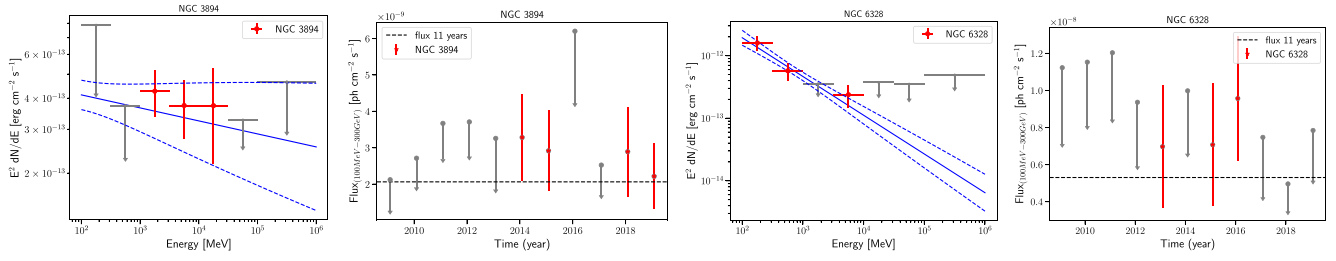 NGC 3894
NGC 3894
6 × 10⁻¹³
4 × 10⁻¹³
3 × 10⁻¹³
2 × 10⁻¹³
E² dN/dE [erg cm⁻² s⁻¹]
10² 10³ 10⁴ 10⁵ 10⁶
Energy [MeV]
NGC 3894
×10⁻⁹
flux 11 years
NGC 3894
6
5
4
3
2
Flux(100MeV−300GeV) [ph cm⁻² s⁻¹]
2010 2012 2014 2016 2018
Time (year)
NGC 6328
NGC 6328
10⁻¹²
10⁻¹³
10⁻¹⁴
E² dN/dE [erg cm⁻² s⁻¹]
10² 10³ 10⁴ 10⁵ 10⁶
Energy [MeV]
NGC 6328
×10⁻⁸
flux 11 years
NGC 6328
1.2
1.0
0.8
0.6
0.4
Flux(100MeV−300GeV) [ph cm⁻² s⁻¹]
2010 2012 2014 2016 2018
Time (year)